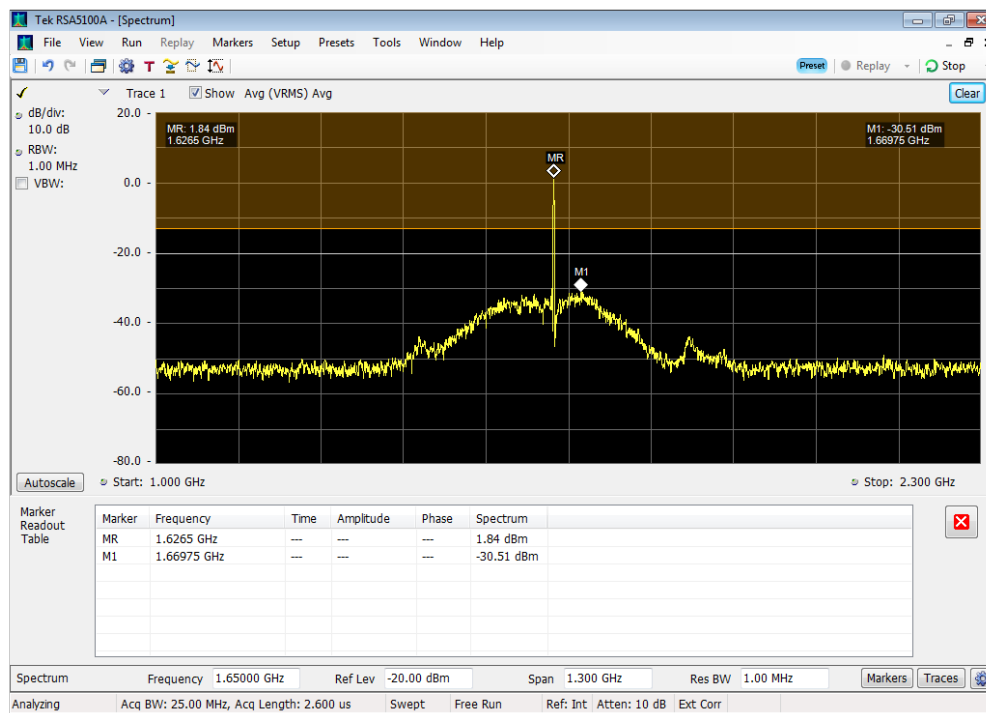 Tek RSA5100A - [Spectrum]
File View Run Replay Markers Setup Presets Tools Window Help
T Preset Replay Stop
Trace 1 Show Avg (VRMS) Avg Clear
dB/div:
10.0 dB
RBW:
1.00 MHz
VBW:
20.0 -
0.0 -
-20.0 -
-40.0 -
-60.0 -
-80.0 -
MR: 1.84 dBm
1.6265 GHz
M1: -30.51 dBm
1.66975 GHz
MR
M1
Autoscale Start: 1.000 GHz Stop: 2.300 GHz
Marker
Readout
Table
Marker Frequency Time Amplitude Phase Spectrum
MR 1.6265 GHz --- --- --- 1.84 dBm
M1 1.66975 GHz --- --- --- -30.51 dBm
Spectrum Frequency 1.65000 GHz Ref Lev -20.00 dBm Span 1.300 GHz Res BW 1.00 MHz Markers Traces
Analyzing Acq BW: 25.00 MHz, Acq Length: 2.600 us Swept Free Run Ref: Int Atten: 10 dB Ext Corr